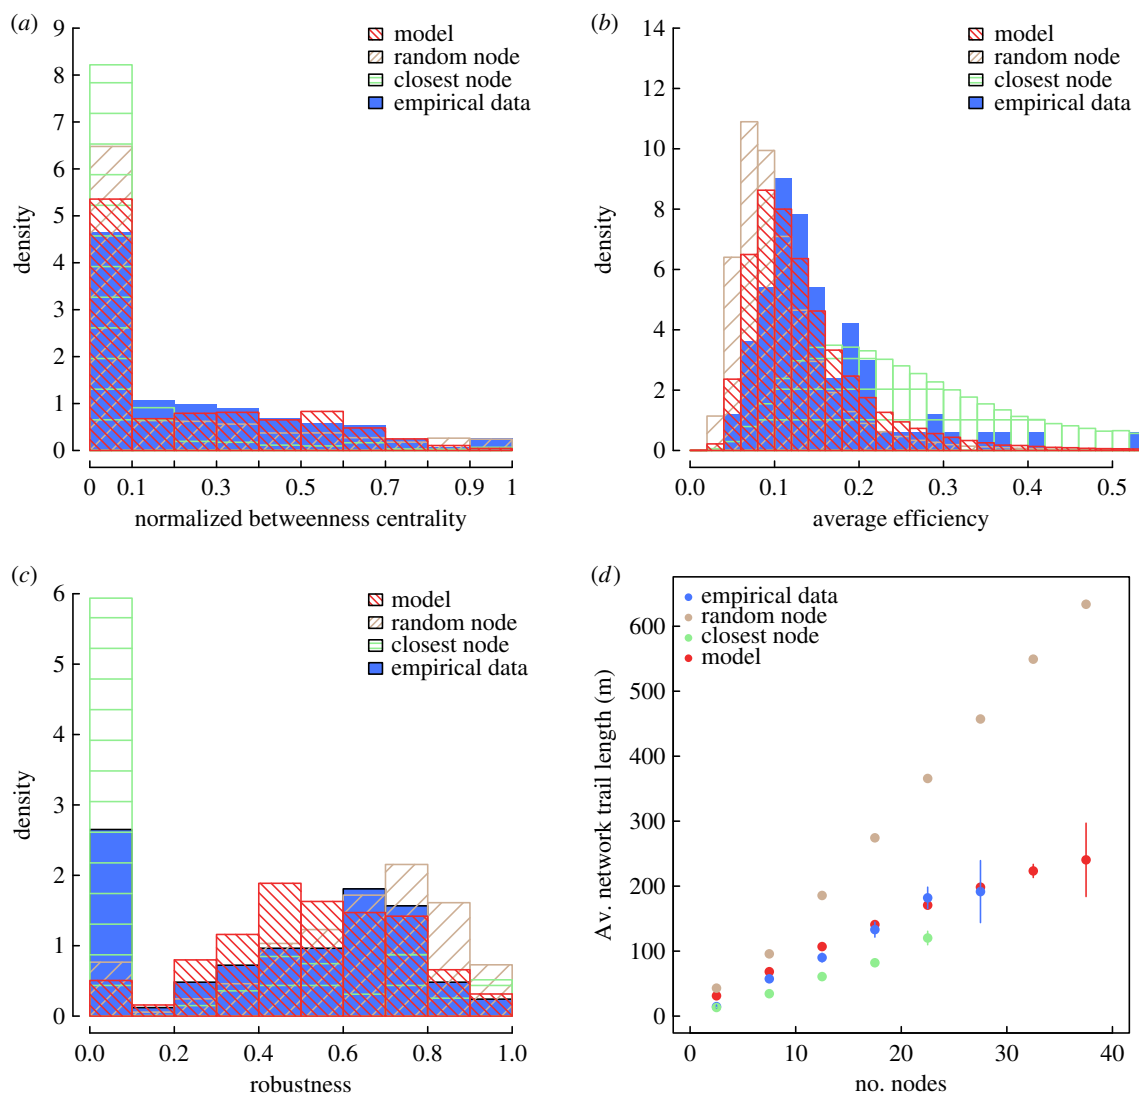 (a)
9
8
7
6
5
4
3
2
1
0
density
model
random node
closest node
empirical data
0 0.1 0.3 0.5 0.7 0.9 1
normalized betweenness centrality
(b)
14
12
10
8
6
4
2
0
density
model
random node
closest node
empirical data
0.0 0.1 0.2 0.3 0.4 0.5
average efficiency
(c)
6
5
4
3
2
1
0
density
model
random node
closest node
empirical data
0.0 0.2 0.4 0.6 0.8 1.0
robustness
(d)
600
500
400
300
200
100
0
Av. network trail length (m)
empirical data
random node
closest node
model
0 10 20 30 40
no. nodes